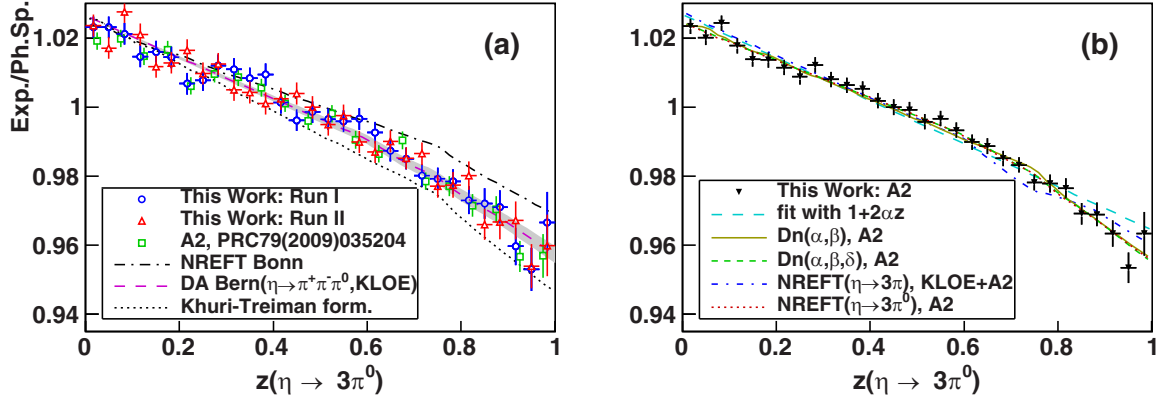 Exp./Ph.Sp.
1.02
1
0.98
0.96
0.94
(a)
This Work: Run I
This Work: Run II
A2, PRC79(2009)035204
NREFT Bonn
DA Bern(η→π⁺π⁻π⁰,KLOE)
Khuri-Treiman form.
0 0.2 0.4 0.6 0.8 1
z(η → 3π⁰)
1.02
1
0.98
0.96
0.94
(b)
This Work: A2
fit with 1+2αz
Dn(α,β), A2
Dn(α,β,δ), A2
NREFT(η→3π), KLOE+A2
NREFT(η→3π⁰), A2
0 0.2 0.4 0.6 0.8 1
z(η → 3π⁰)